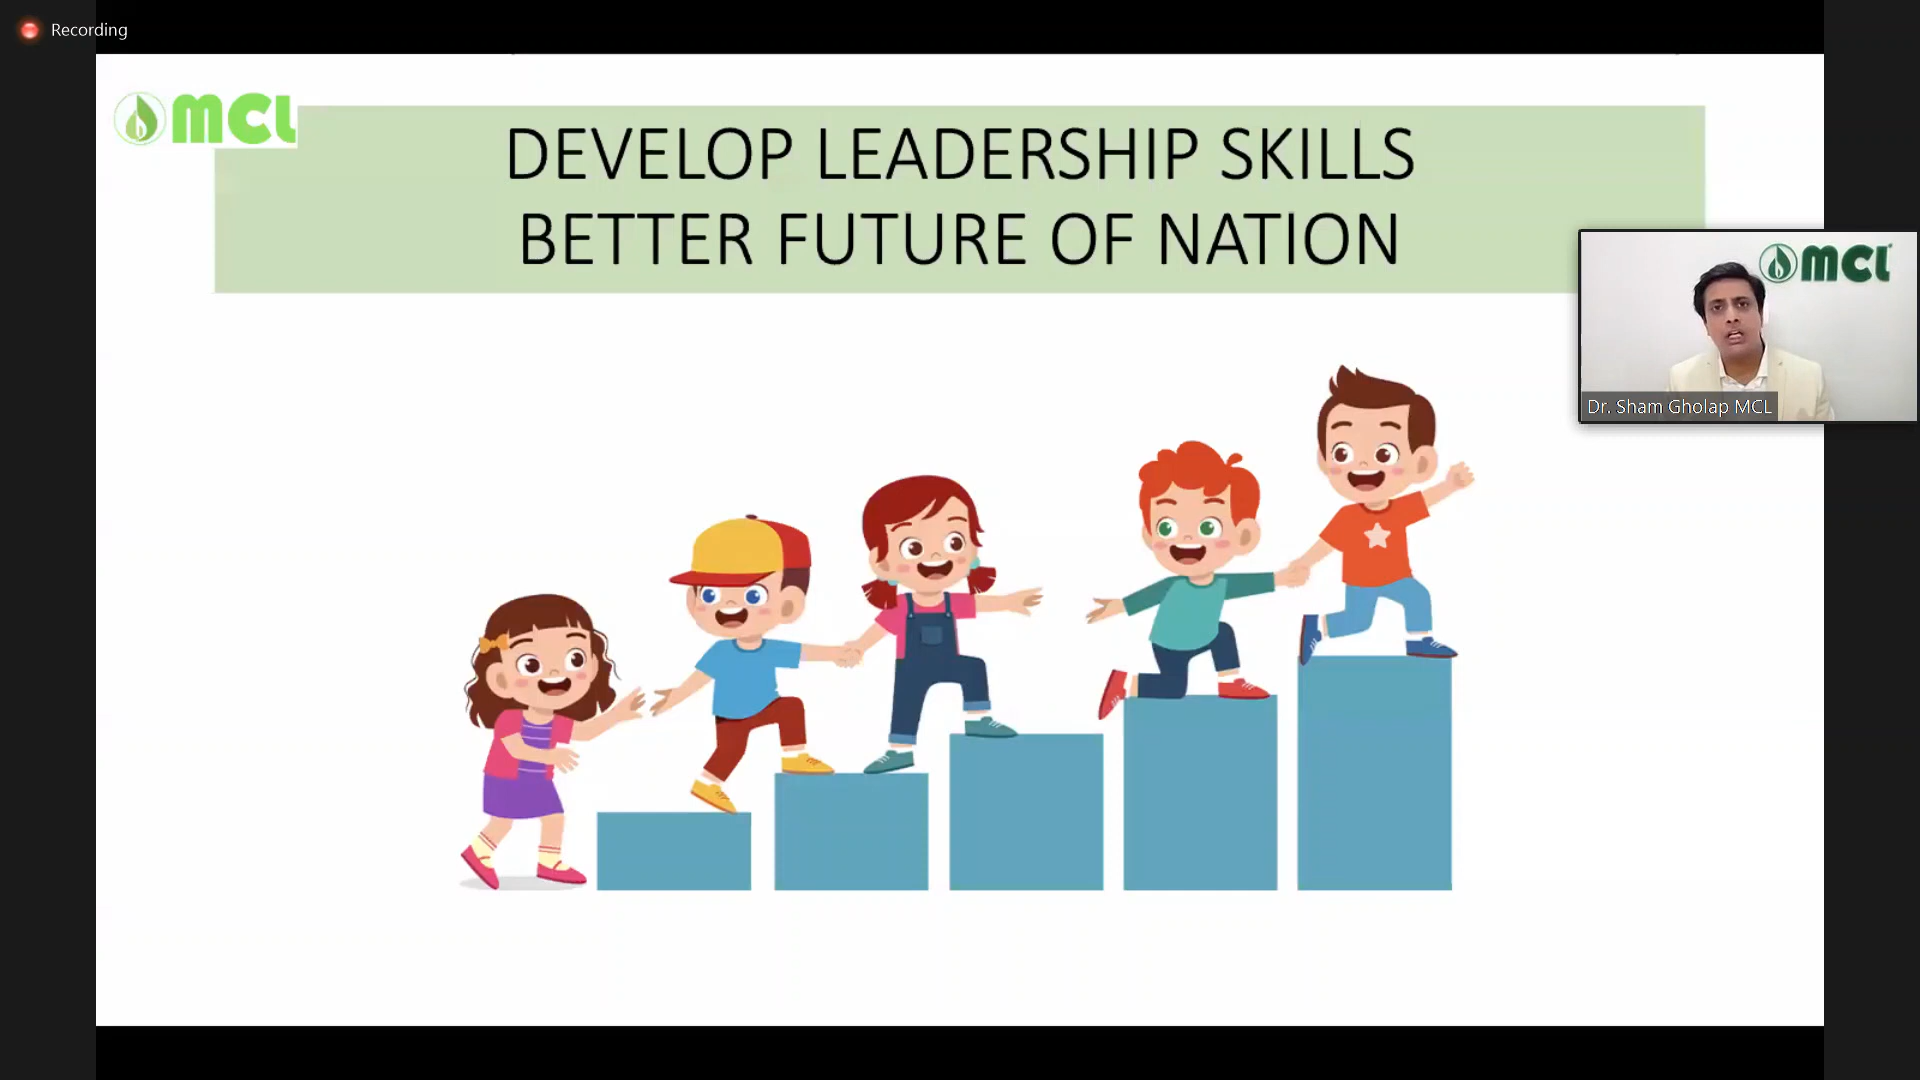 Recording
MCL
DEVELOP LEADERSHIP SKILLS
BETTER FUTURE OF NATION
MCL
Dr. Sham Gholap MCL